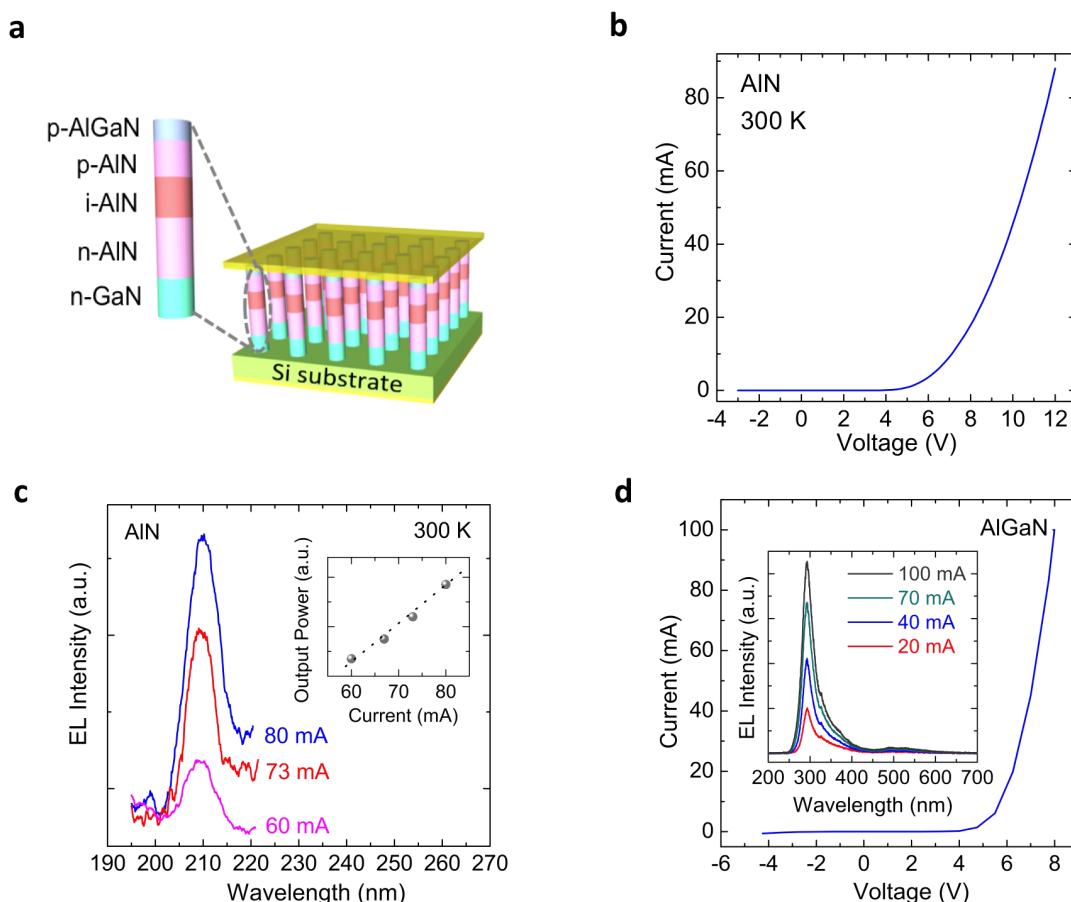 a
p-AlGaN
p-AlN
i-AlN
n-AlN
n-GaN
Si substrate
b
AlN
300 K
Current (mA)
80
60
40
20
0
-4 -2 0 2 4 6 8 10 12
Voltage (V)
c
AlN
300 K
EL Intensity (a.u.)
Output Power (a.u.)
60 70 80
Current (mA)
80 mA
73 mA
60 mA
190 200 210 220 230 240 250 260 270
Wavelength (nm)
d
AlGaN
Current (mA)
100
80
60
40
20
0
EL Intensity (a.u.)
100 mA
70 mA
40 mA
20 mA
200 300 400 500 600 700
Wavelength (nm)
-6 -4 -2 0 2 4 6 8
Voltage (V)